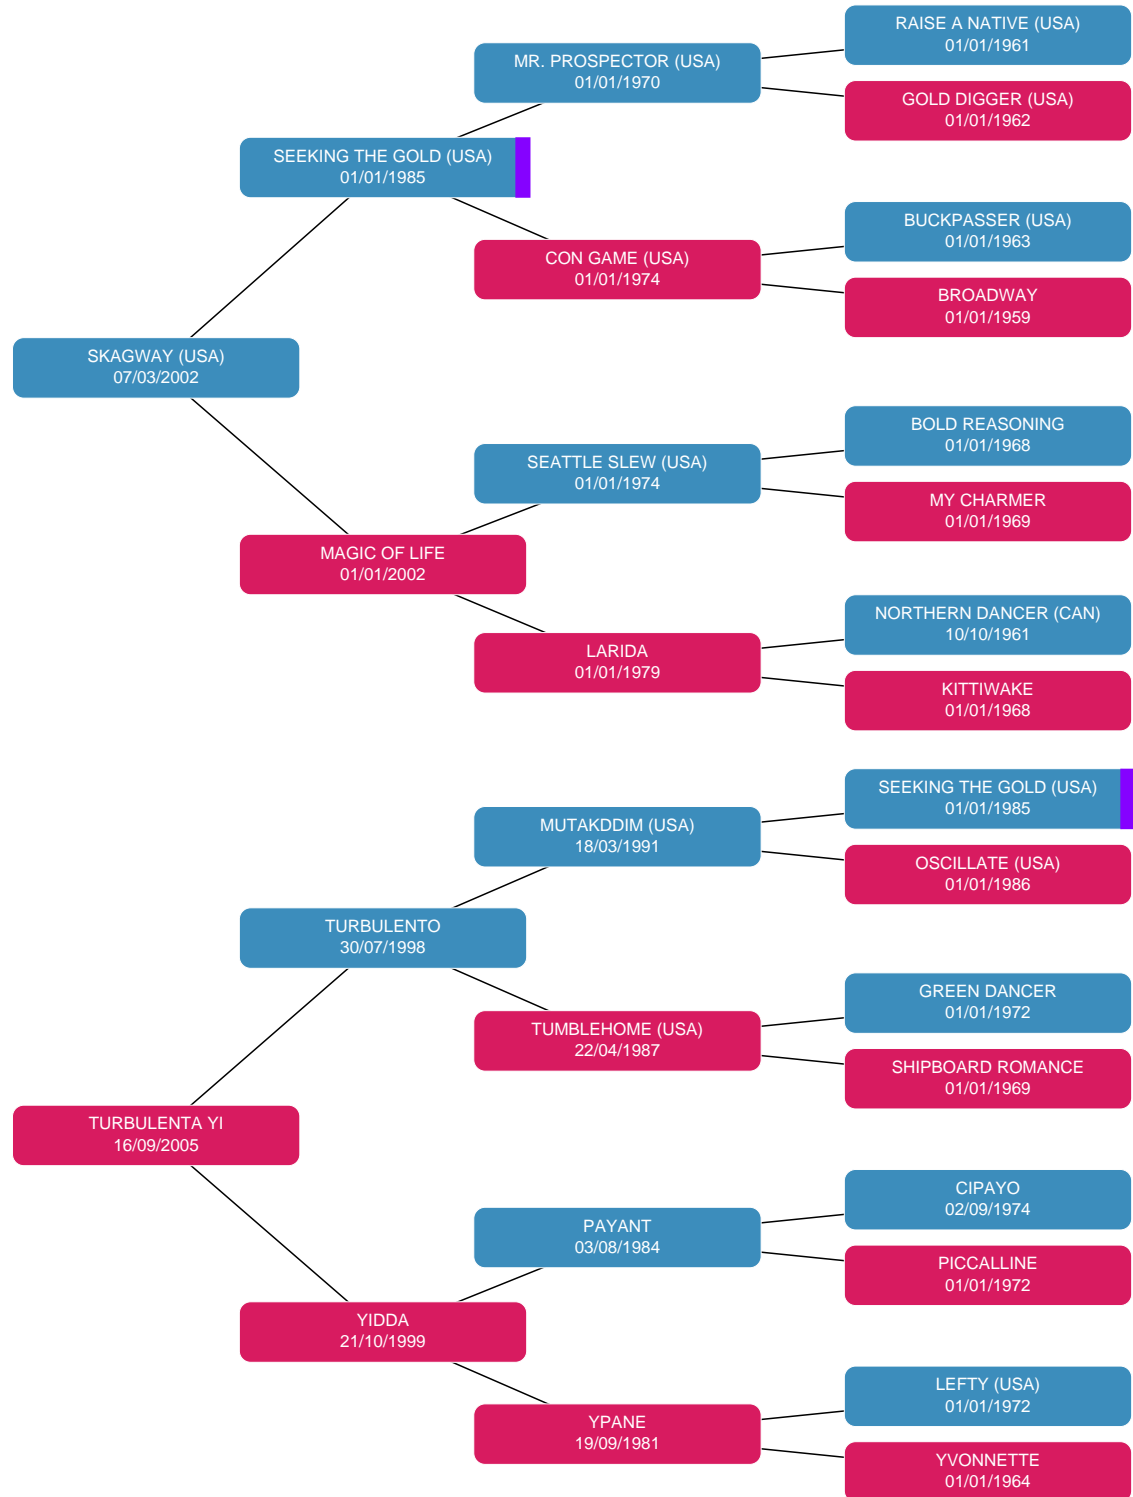 RAISE A NATIVE (USA)
01/01/1961
MR. PROSPECTOR (USA)
01/01/1970
GOLD DIGGER (USA)
01/01/1962
SEEKING THE GOLD (USA)
01/01/1985
BUCKPASSER (USA)
01/01/1963
CON GAME (USA)
01/01/1974
BROADWAY
01/01/1959
SKAGWAY (USA)
07/03/2002
BOLD REASONING
01/01/1968
SEATTLE SLEW (USA)
01/01/1974
MY CHARMER
01/01/1969
MAGIC OF LIFE
01/01/2002
NORTHERN DANCER (CAN)
10/10/1961
LARIDA
01/01/1979
KITTIWAKE
01/01/1968
SEEKING THE GOLD (USA)
01/01/1985
MUTAKDDIM (USA)
18/03/1991
OSCILLATE (USA)
01/01/1986
TURBULENTO
30/07/1998
GREEN DANCER
01/01/1972
TUMBLEHOME (USA)
22/04/1987
SHIPBOARD ROMANCE
01/01/1969
TURBULENTA YI
16/09/2005
CIPAYO
02/09/1974
PAYANT
03/08/1984
PICCALLINE
01/01/1972
YIDDA
21/10/1999
LEFTY (USA)
01/01/1972
YPANE
19/09/1981
YVONNETTE
01/01/1964